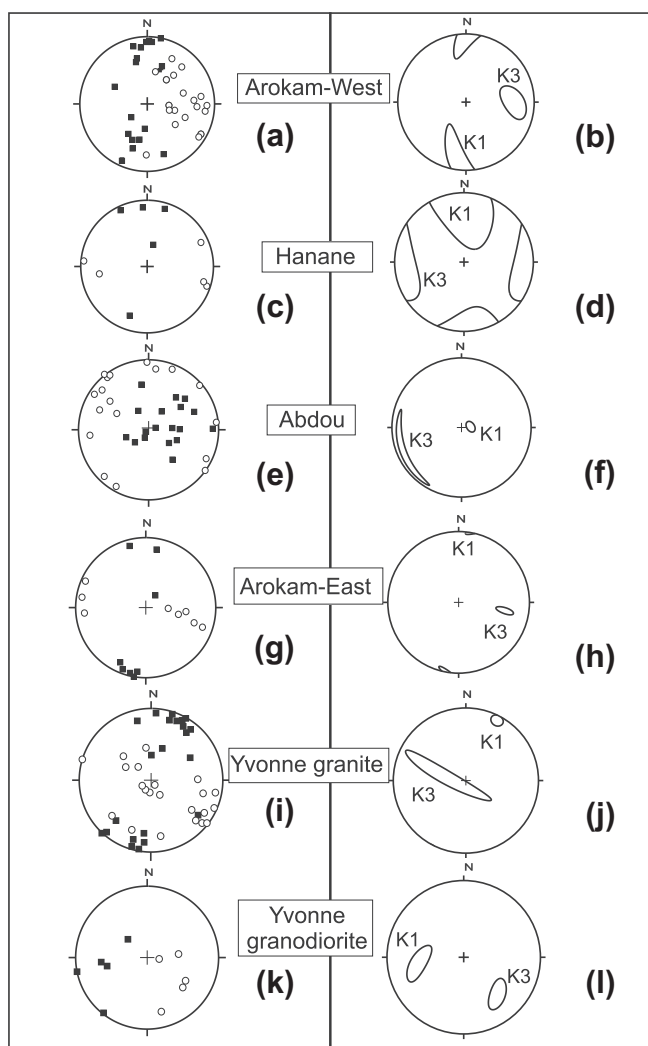 N
N
Arokam-West
K3
K1
(a)
(b)
N
N
K1
Hanane
K3
(c)
(d)
N
N
Abdou
K3
K1
(e)
(f)
N
N
K1
Arokam-East
K3
(g)
(h)
N
N
K1
Yvonne granite
K3
(i)
(j)
N
N
Yvonne
granodiorite
K1
K3
(k)
(l)